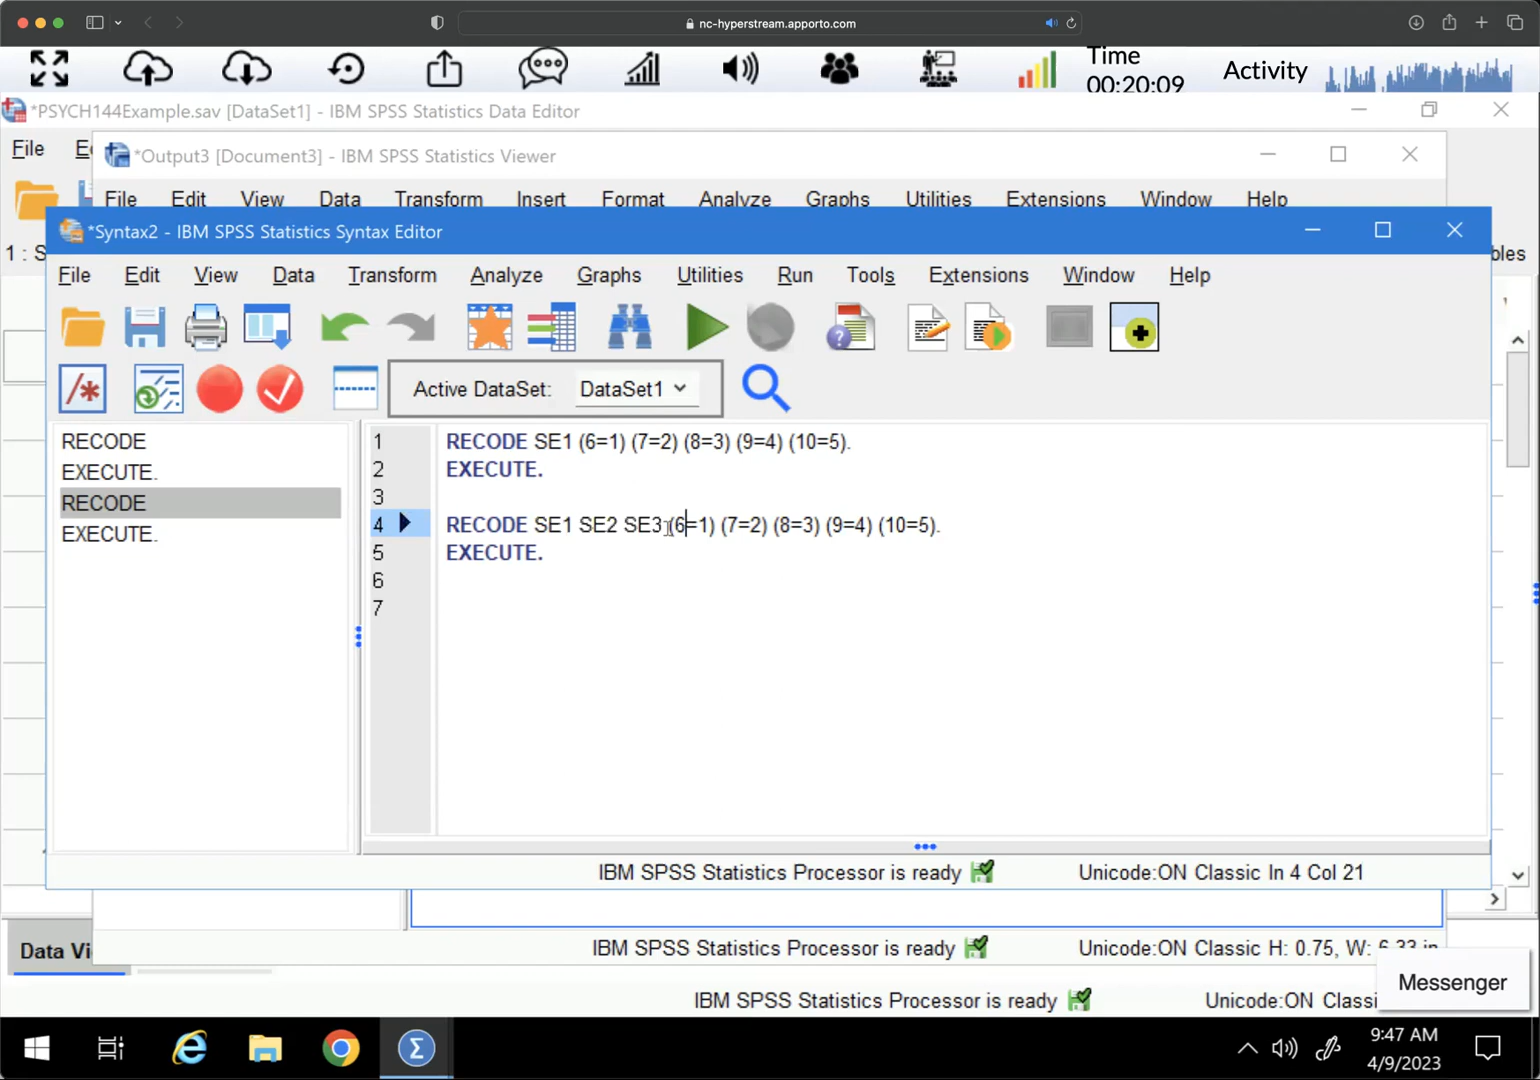 nc-hyperstream.apporto.com
Time
00:20:09
Activity
*PSYCH144Example.sav [DataSet1] - IBM SPSS Statistics Data Editor
File
*Output3 [Document3] - IBM SPSS Statistics Viewer
File Edit View Data Transform Insert Format Analyze Graphs Utilities Extensions Window Help
*Syntax2 - IBM SPSS Statistics Syntax Editor
1 : S
File Edit View Data Transform Analyze Graphs Utilities Run Tools Extensions Window Help
Active DataSet: DataSet1
RECODE
EXECUTE.
RECODE
EXECUTE.
1 RECODE SE1 (6=1) (7=2) (8=3) (9=4) (10=5).
2 EXECUTE.
3
4 RECODE SE1 SE2 SE3 (6=1) (7=2) (8=3) (9=4) (10=5).
5 EXECUTE.
6
7
IBM SPSS Statistics Processor is ready Unicode:ON Classic In 4 Col 21
Data Vi
IBM SPSS Statistics Processor is ready Unicode:ON Classic H: 0.75, W: 6.33 in
Messenger
IBM SPSS Statistics Processor is ready Unicode:ON Classi
9:47 AM
4/9/2023